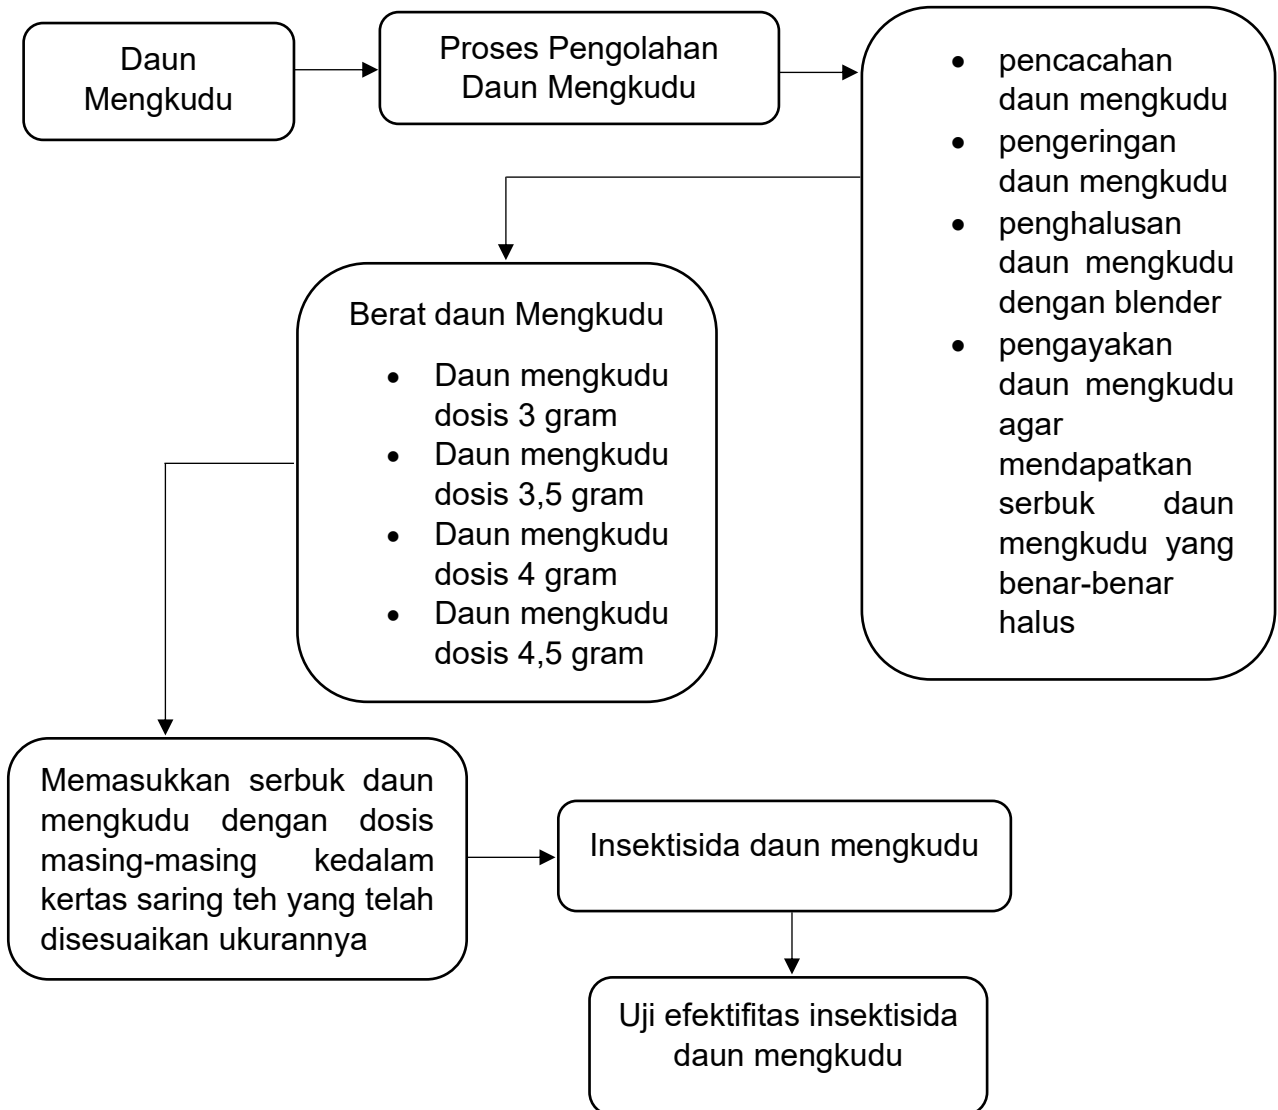 Daun
Mengkudu
Proses Pengolahan
Daun Mengkudu
• pencacahan
daun mengkudu
• pengeringan
daun mengkudu
• penghalusan
daun mengkudu
dengan blender
• pengayakan
daun mengkudu
agar
mendapatkan
serbuk daun
mengkudu yang
benar-benar
halus
Berat daun Mengkudu
• Daun mengkudu
dosis 3 gram
• Daun mengkudu
dosis 3,5 gram
• Daun mengkudu
dosis 4 gram
• Daun mengkudu
dosis 4,5 gram
Memasukkan serbuk daun
mengkudu dengan dosis
masing-masing kedalam
kertas saring teh yang telah
disesuaikan ukurannya
Insektisida daun mengkudu
Uji efektifitas insektisida
daun mengkudu